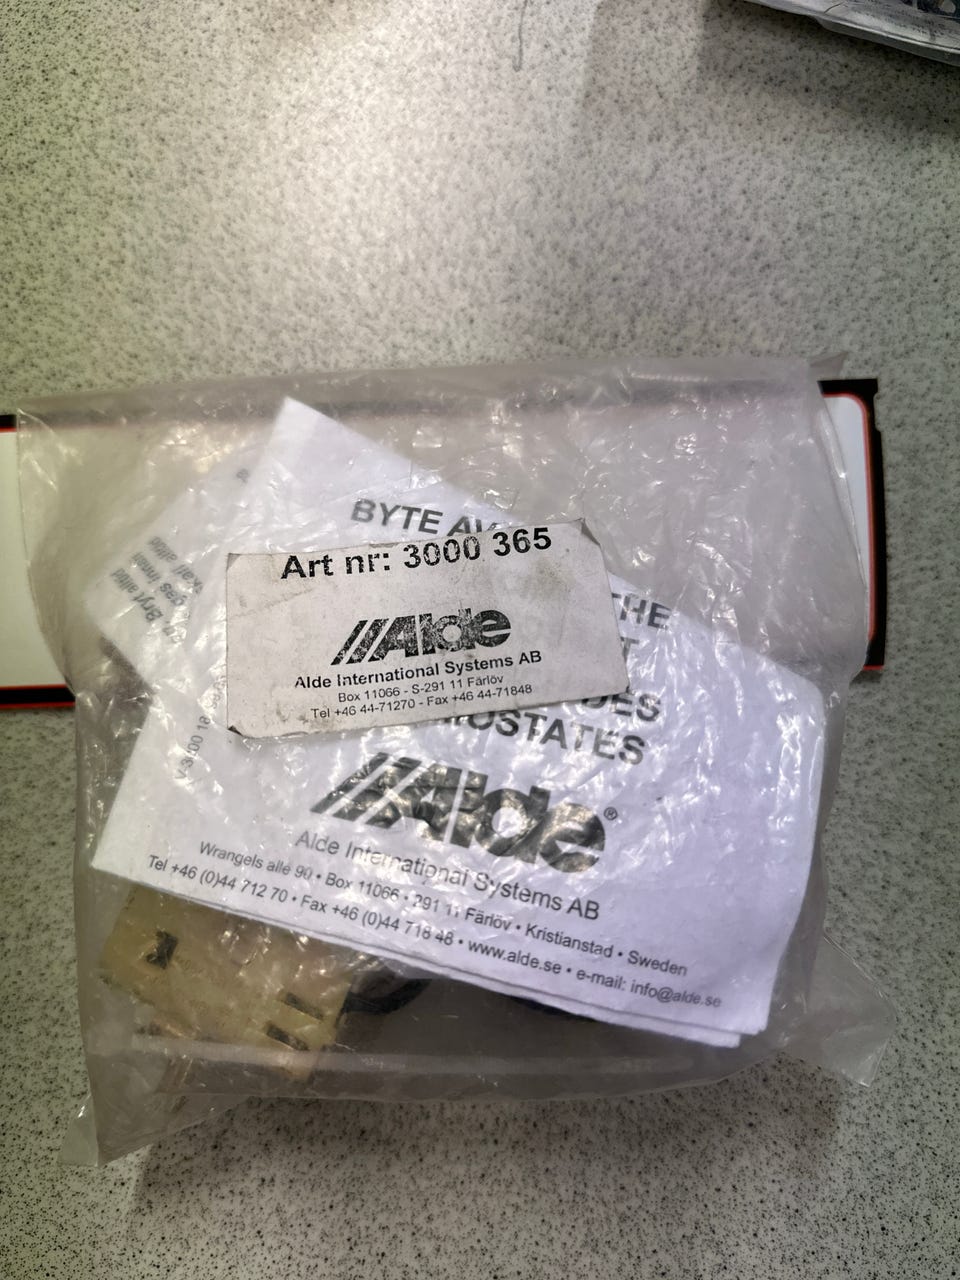 BYTE AV
Art nr: 3000 365
Alde
Alde International Systems AB
Box 11066 - S-291 11 Färlöv
Tel +46 44-71270 - Fax +46 44-71848
THE
DES
MOSTATES
Alde®
Alde International Systems AB
Wrangels allé 90 • Box 11066 • 291 11 Färlöv • Kristianstad • Sweden
Tel +46 (0)44 712 70 • Fax +46 (0)44 718 48 • www.alde.se • e-mail: info@alde.se
Bryt alltid